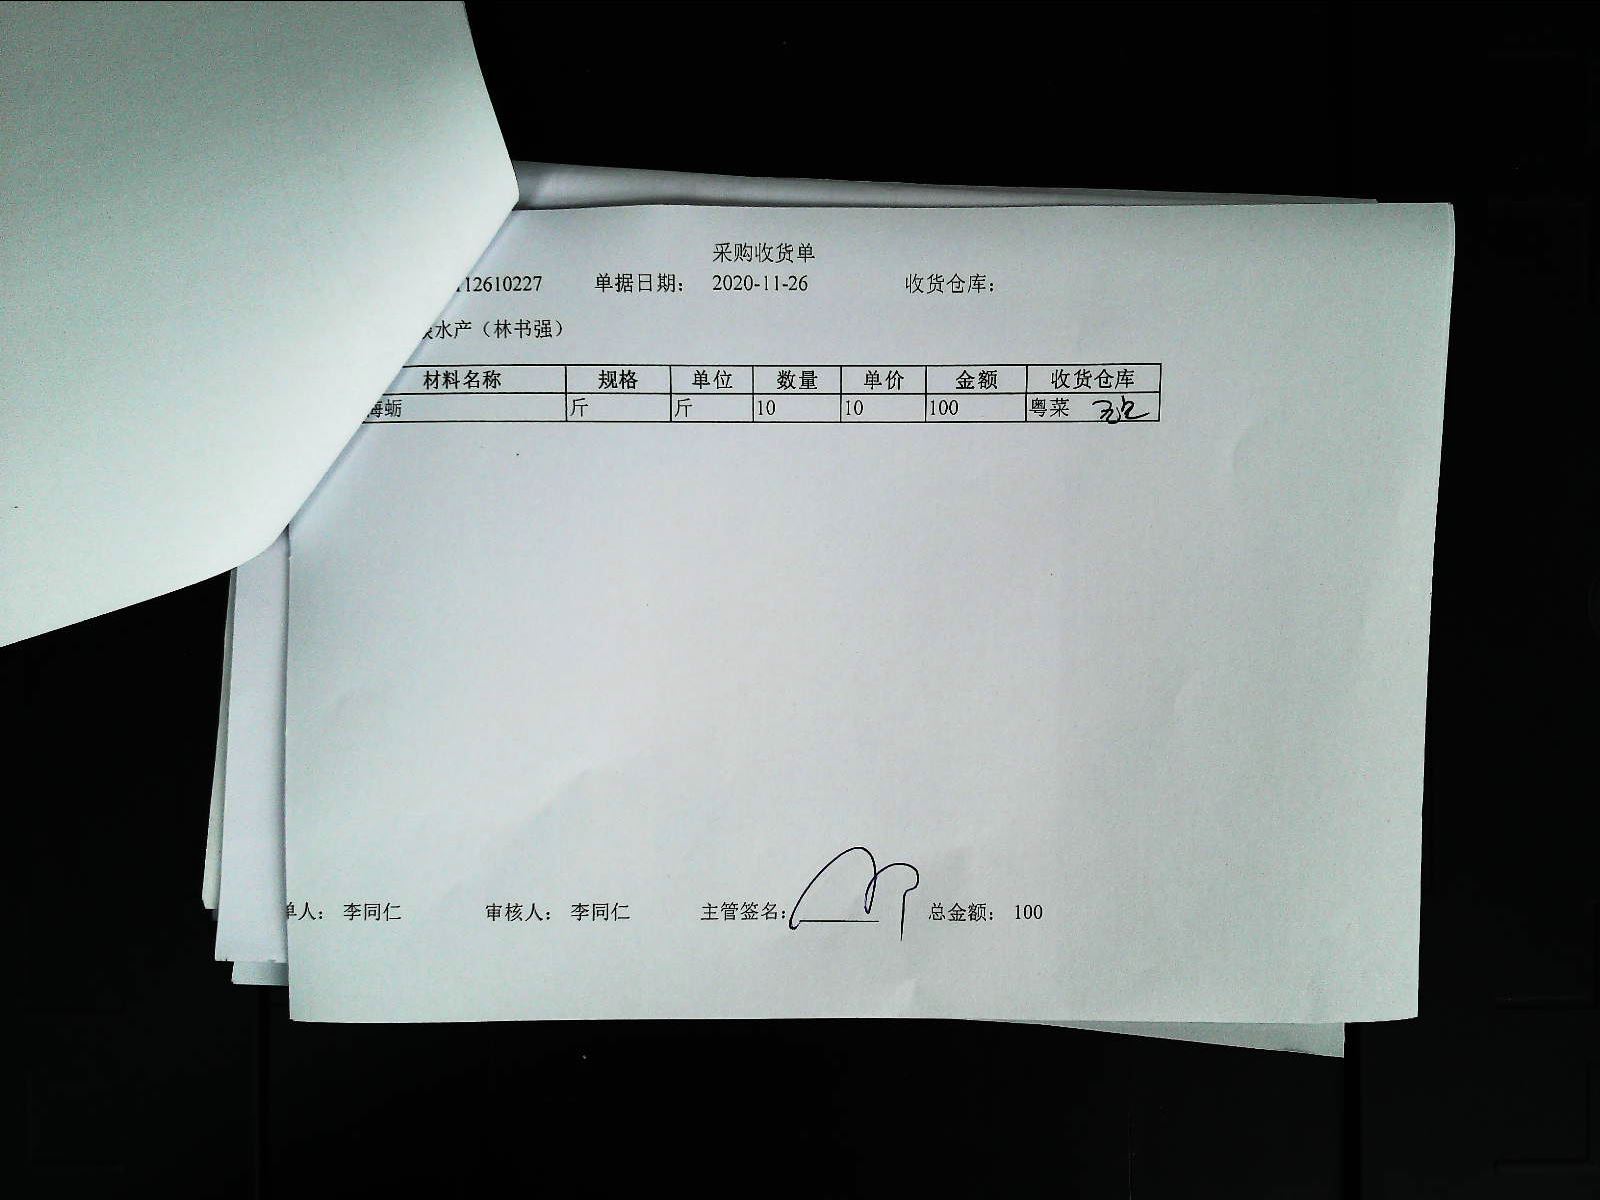 采购收货单
112610227 单据日期： 2020-11-26 收货仓库：
水产（林书强）
材料名称 规格 单位 数量 单价 金额 收货仓库
海蛎 斤 斤 10 10 100 粤菜
单人： 李同仁 审核人： 李同仁 主管签名： 总金额： 100